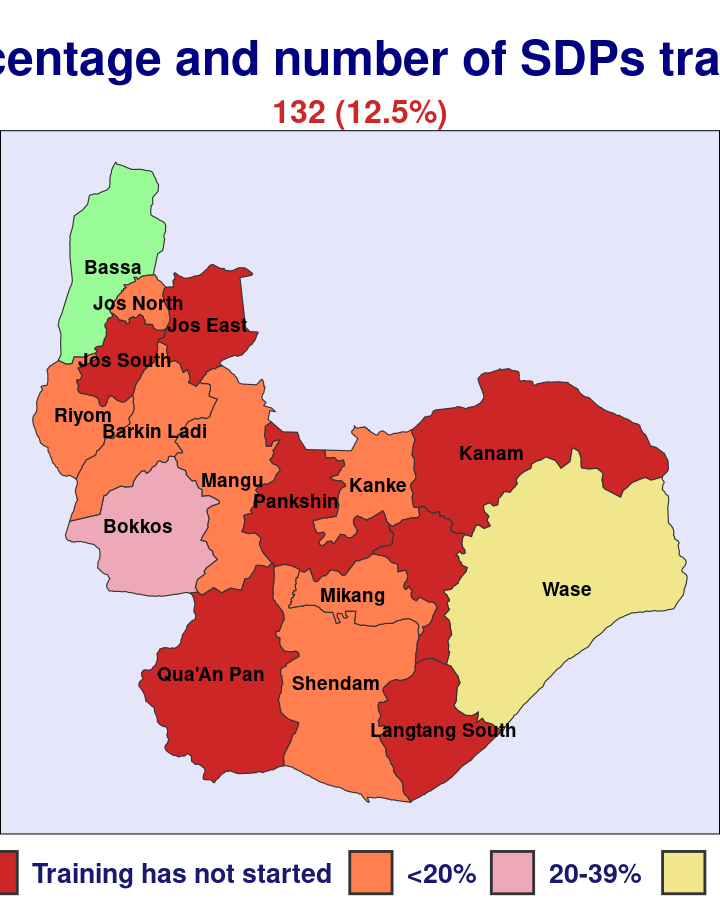 centage and number of SDPs tra
132 (12.5%)
Bassa
Jos North
Jos East
Jos South
Riyom
Barkin Ladi
Kanam
Mangu
Kanke
Pankshin
Bokkos
Wase
Mikang
Qua'An Pan
Shendam
Langtang South
Training has not started <20% 20-39%